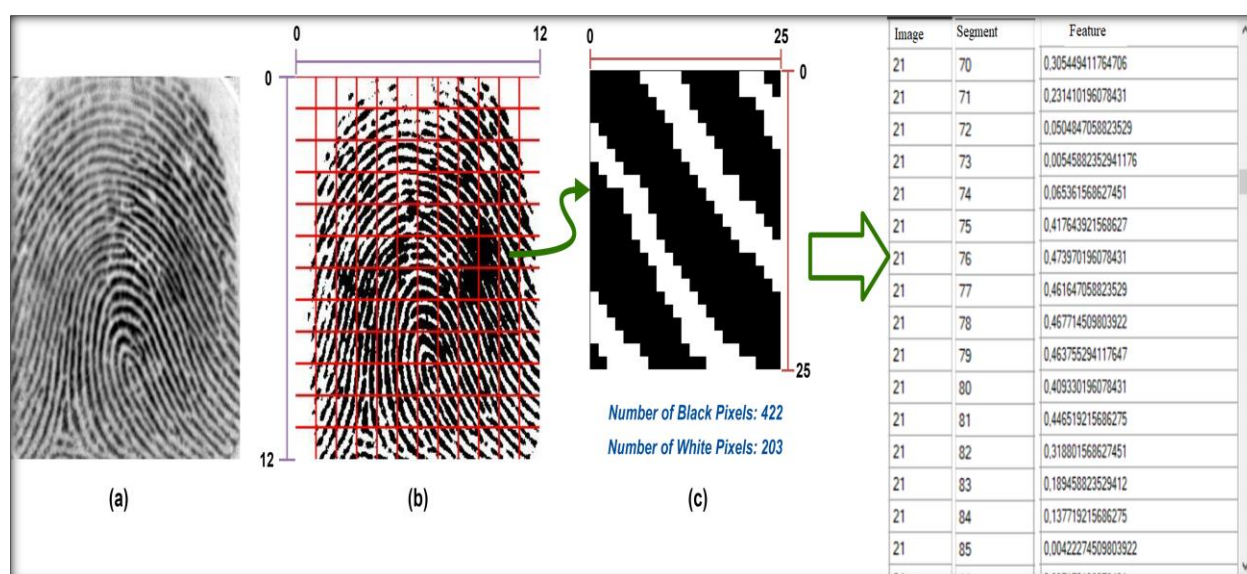 0 12
0
12
(a)
(b)
0 25
0
25
Number of Black Pixels: 422
Number of White Pixels: 203
(c)
Image Segment Feature
21 70 0,305449411764706
21 71 0,231410196078431
21 72 0,0504847058823529
21 73 0,00545882352941176
21 74 0,065361568627451
21 75 0,417643921568627
21 76 0,473970196078431
21 77 0,461647058823529
21 78 0,467714509803922
21 79 0,463755294117647
21 80 0,409330196078431
21 81 0,446519215686275
21 82 0,318801568627451
21 83 0,189458823529412
21 84 0,137719215686275
21 85 0,00422274509803922